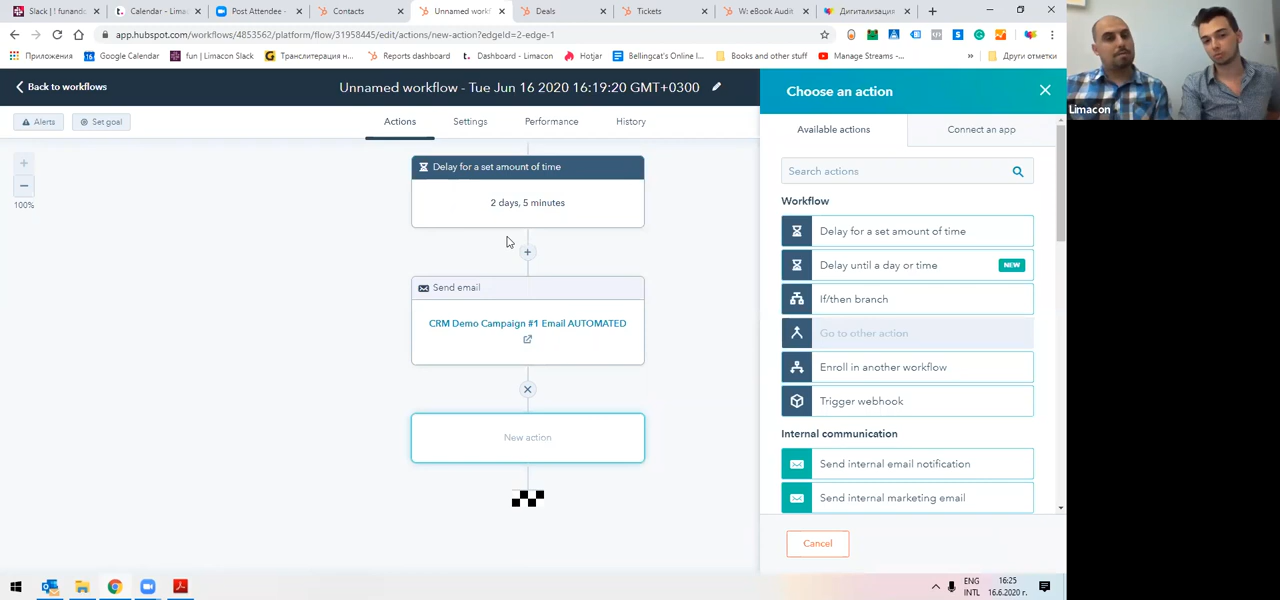 Slack | ! funando
Calendar - Limac
Post Attendee -
Contacts
Unnamed workf
Deals
Tickets
W: eBook Audit
Дигитализация
app.hubspot.com/workflows/4853562/platform/flow/31958445/edit/actions/new-action?edgeId=2-edge-1
Приложения
Google Calendar
fun | Limacon Slack
Транслитерация н...
Reports dashboard
Dashboard - Limacon
Hotjar
Bellingcat's Online I...
Books and other stuff
Manage Streams -...
»
Други отметки
Back to workflows
Unnamed workflow - Tue Jun 16 2020 16:19:20 GMT+0300
Alerts
Set goal
Actions
Settings
Performance
History
100%
Delay for a set amount of time
2 days, 5 minutes
Send email
CRM Demo Campaign #1 Email AUTOMATED
New action
Choose an action
Available actions
Connect an app
Search actions
Workflow
Delay for a set amount of time
Delay until a day or time
NEW
If/then branch
Go to other action
Enroll in another workflow
Trigger webhook
Internal communication
Send internal email notification
Send internal marketing email
Cancel
Limacon
ENG
INTL
16:25
16.6.2020 г.